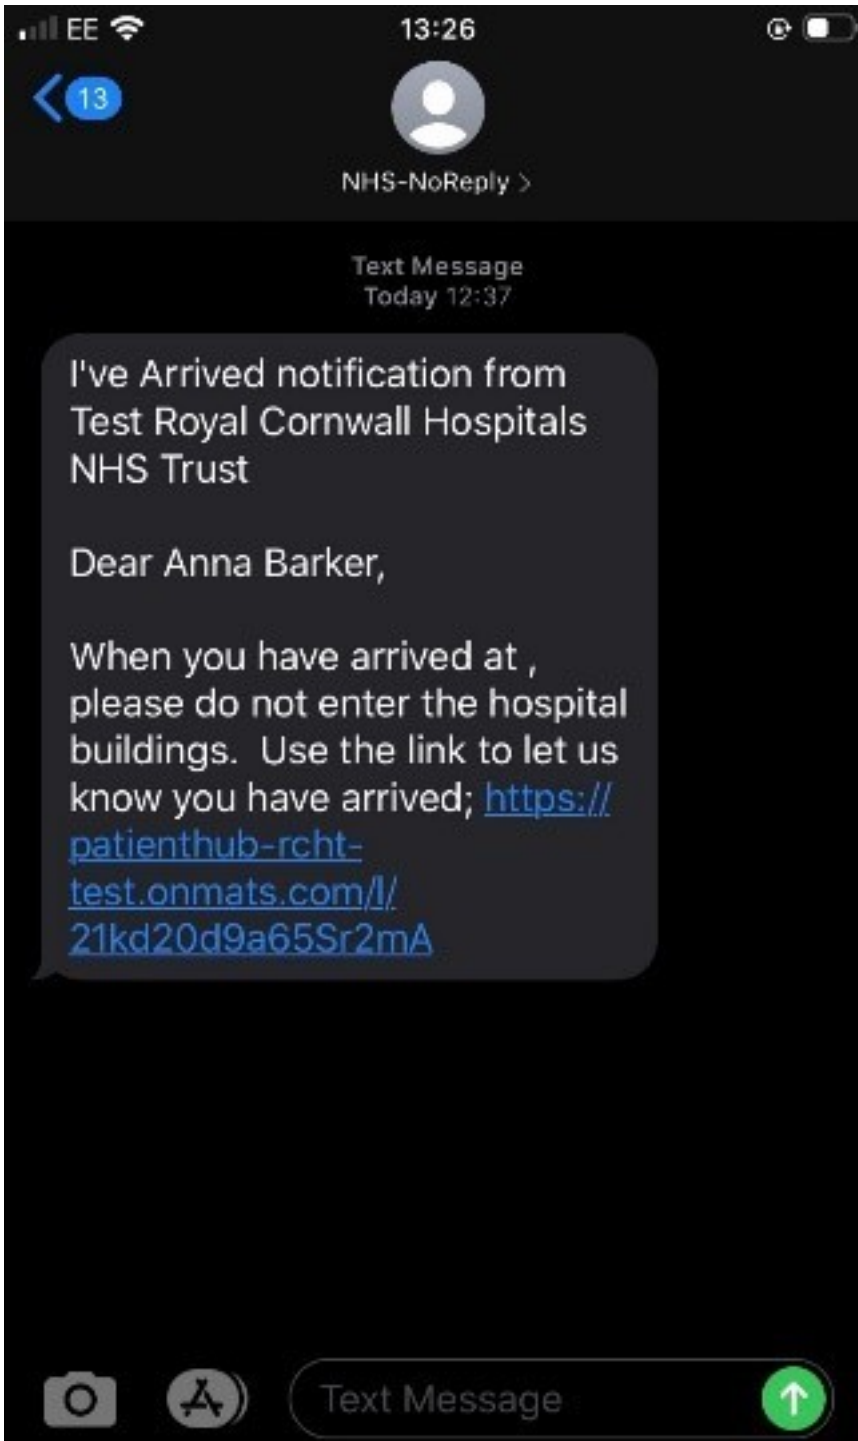 EE 13:26
13
NHS-NoReply >
Text Message
Today 12:37
I've Arrived notification from
Test Royal Cornwall Hospitals
NHS Trust
Dear Anna Barker,
When you have arrived at ,
please do not enter the hospital
buildings.  Use the link to let us
know you have arrived; https://
patienthub-rcht-
test.onmats.com/l/
21kd20d9a65Sr2mA
Text Message